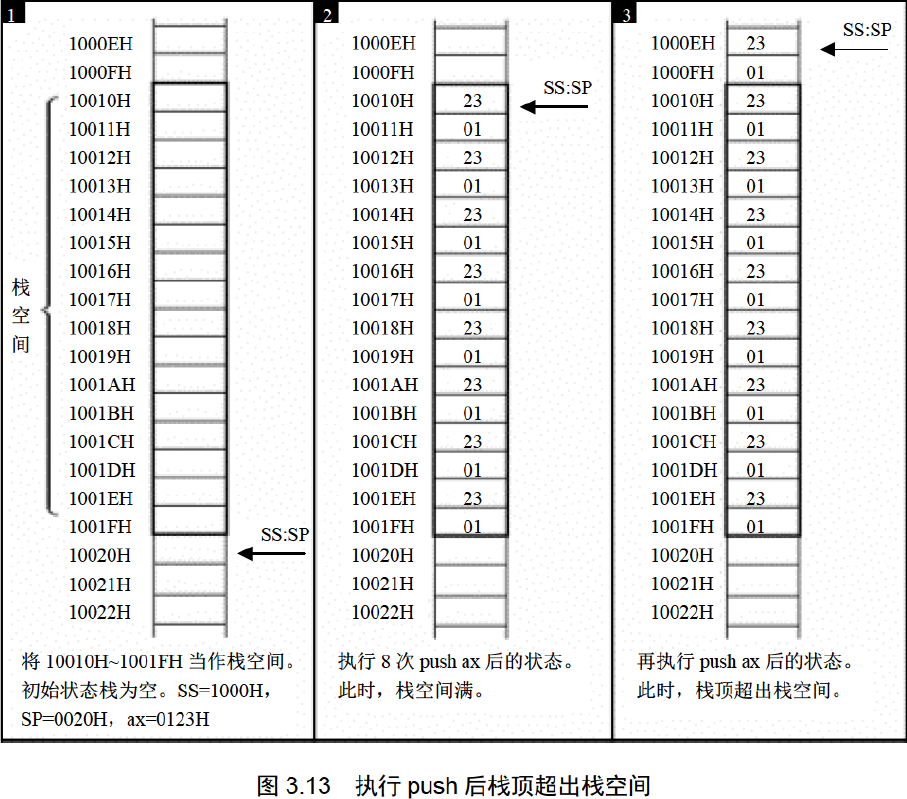 1
1000EH
1000FH
10010H
10011H
10012H
10013H
10014H
10015H
10016H
10017H
10018H
10019H
1001AH
1001BH
1001CH
1001DH
1001EH
1001FH
10020H
10021H
10022H
栈
空
间
SS:SP
将 10010H~1001FH 当作栈空间。
初始状态栈为空。SS=1000H，
SP=0020H，ax=0123H
2
1000EH
1000FH
10010H 23
10011H 01
10012H 23
10013H 01
10014H 23
10015H 01
10016H 23
10017H 01
10018H 23
10019H 01
1001AH 23
1001BH 01
1001CH 23
1001DH 01
1001EH 23
1001FH 01
10020H
10021H
10022H
SS:SP
执行 8 次 push ax 后的状态。
此时，栈空间满。
3
1000EH 23
1000FH 01
10010H 23
10011H 01
10012H 23
10013H 01
10014H 23
10015H 01
10016H 23
10017H 01
10018H 23
10019H 01
1001AH 23
1001BH 01
1001CH 23
1001DH 01
1001EH 23
1001FH 01
10020H
10021H
10022H
SS:SP
再执行 push ax 后的状态。
此时，栈顶超出栈空间。
图 3.13 执行 push 后栈顶超出栈空间